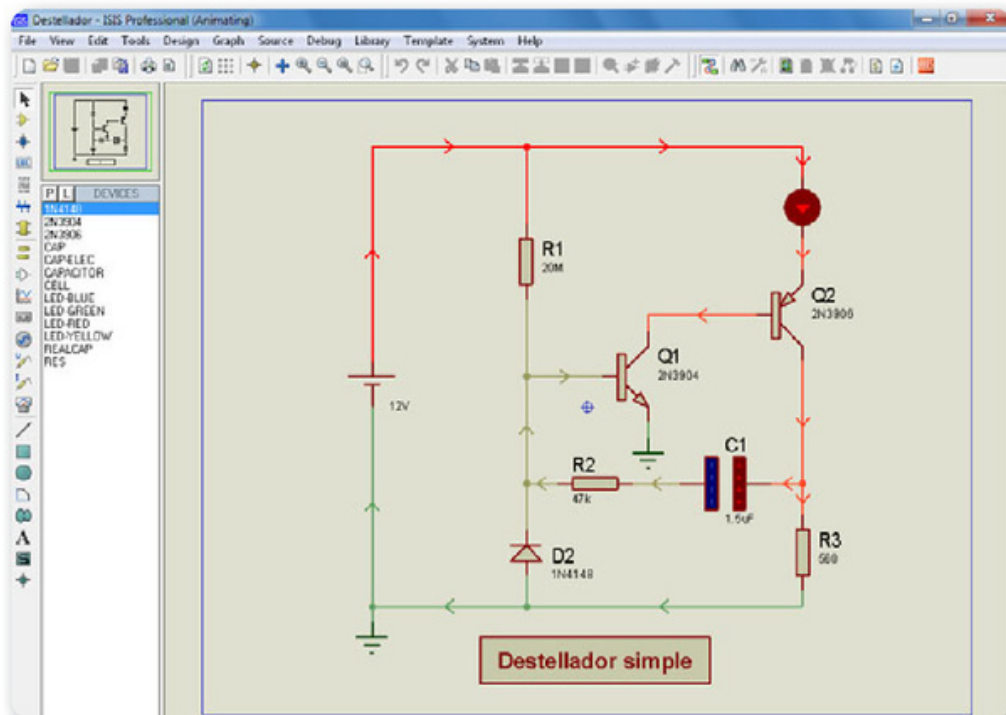 ISIS
Destellador - ISIS Professional (Animating)
File View Edit Tools Design Graph Source Debug Library Template System Help
P L DEVICES
1N4148
2N3904
2N3906
CAP
CAP-ELEC
CAPACITOR
CELL
LED-BLUE
LED-GREEN
LED-RED
LED-YELLOW
REALCAP
RES
A
S
R1
20M
Q2
2N3906
Q1
2N3904
12V
C1
1.5uF
R2
47k
R3
560
D2
1N4148
Destellador simple